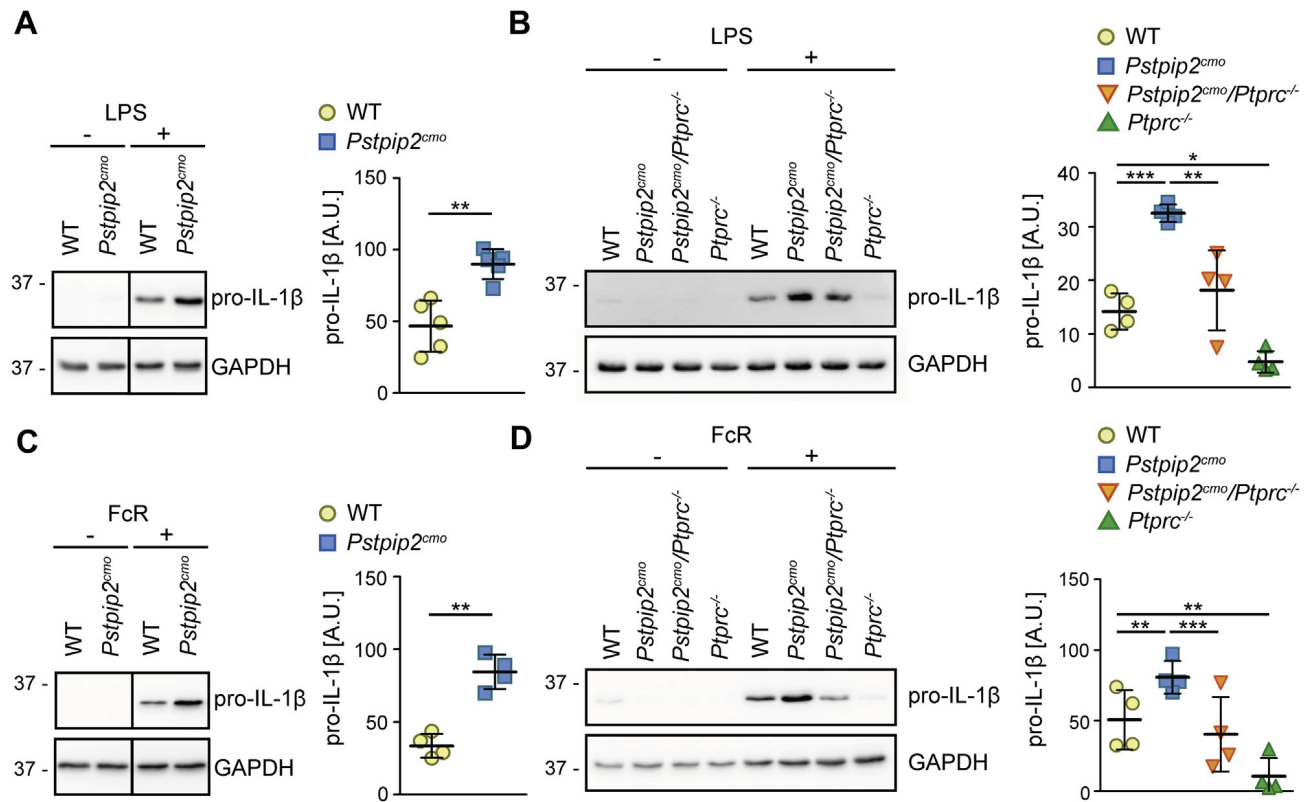 A
LPS
- +
WT
Pstpip2cmo
WT
Pstpip2cmo
37 -
pro-IL-1β
37 -
GAPDH
WT
Pstpip2cmo
pro-IL-1β [A.U.]
150
100
50
0
**
B
LPS
- +
WT
Pstpip2cmo
Pstpip2cmo/Ptprc-/-
Ptprc-/-
WT
Pstpip2cmo
Pstpip2cmo/Ptprc-/-
Ptprc-/-
37 -
pro-IL-1β
37 -
GAPDH
WT
Pstpip2cmo
Pstpip2cmo/Ptprc-/-
Ptprc-/-
pro-IL-1β [A.U.]
40
30
20
10
0
*
*** **
C
FcR
- +
WT
Pstpip2cmo
WT
Pstpip2cmo
37 -
pro-IL-1β
37 -
GAPDH
WT
Pstpip2cmo
pro-IL-1β [A.U.]
150
100
50
0
**
D
FcR
- +
WT
Pstpip2cmo
Pstpip2cmo/Ptprc-/-
Ptprc-/-
WT
Pstpip2cmo
Pstpip2cmo/Ptprc-/-
Ptprc-/-
37 -
pro-IL-1β
37 -
GAPDH
WT
Pstpip2cmo
Pstpip2cmo/Ptprc-/-
Ptprc-/-
pro-IL-1β [A.U.]
150
100
50
0
**
** ***